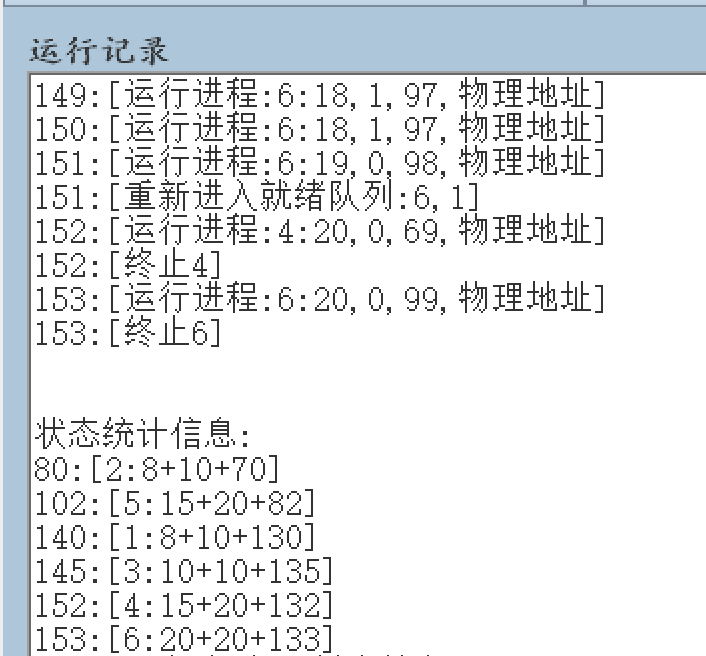 运行记录
149:[运行进程:6:18,1,97,物理地址]
150:[运行进程:6:18,1,97,物理地址]
151:[运行进程:6:19,0,98,物理地址]
151:[重新进入就绪队列:6,1]
152:[运行进程:4:20,0,69,物理地址]
152:[终止4]
153:[运行进程:6:20,0,99,物理地址]
153:[终止6]
状态统计信息:
80:[2:8+10+70]
102:[5:15+20+82]
140:[1:8+10+130]
145:[3:10+10+135]
152:[4:15+20+132]
153:[6:20+20+133]